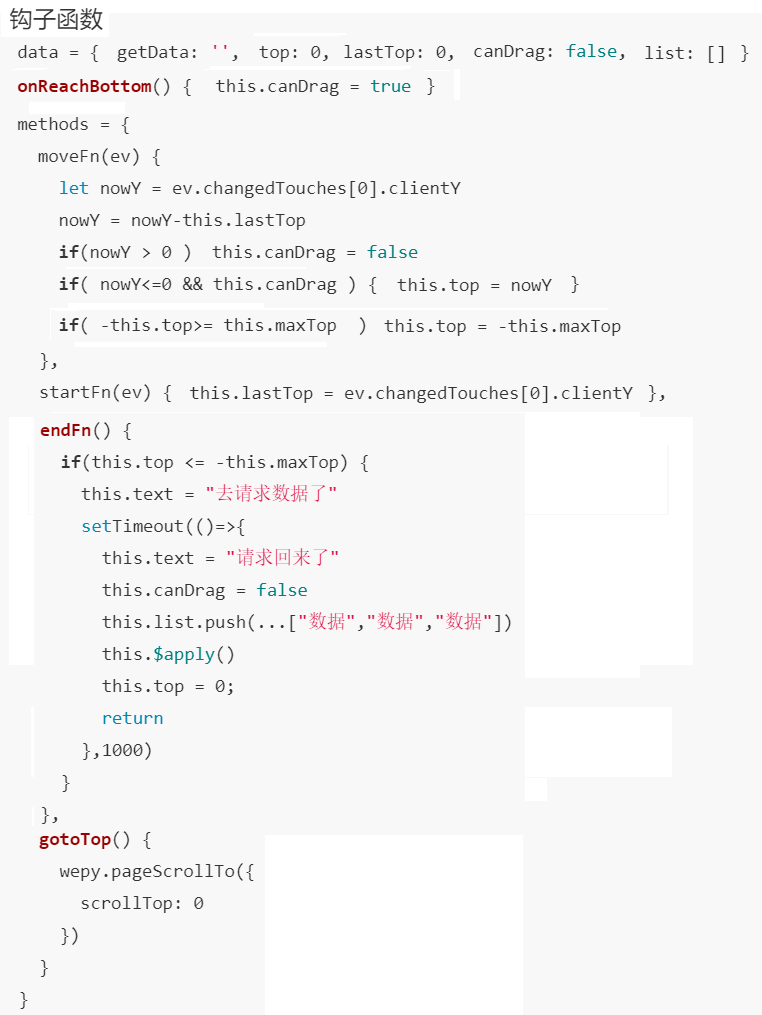 钩子函数
data = { getData: '', top: 0, lastTop: 0, canDrag: false, list: [] }
onReachBottom() { this.canDrag = true }
methods = {
moveFn(ev) {
let nowY = ev.changedTouches[0].clientY
nowY = nowY-this.lastTop
if(nowY > 0 ) this.canDrag = false
if( nowY<=0 && this.canDrag ) { this.top = nowY }
if( -this.top>= this.maxTop ) this.top = -this.maxTop
},
startFn(ev) { this.lastTop = ev.changedTouches[0].clientY },
endFn() {
if(this.top <= -this.maxTop) {
this.text = "去请求数据了"
setTimeout(()=>{
this.text = "请求回来了"
this.canDrag = false
this.list.push(...["数据","数据","数据"])
this.$apply()
this.top = 0;
return
},1000)
}
},
gotoTop() {
wepy.pageScrollTo({
scrollTop: 0
})
}
}